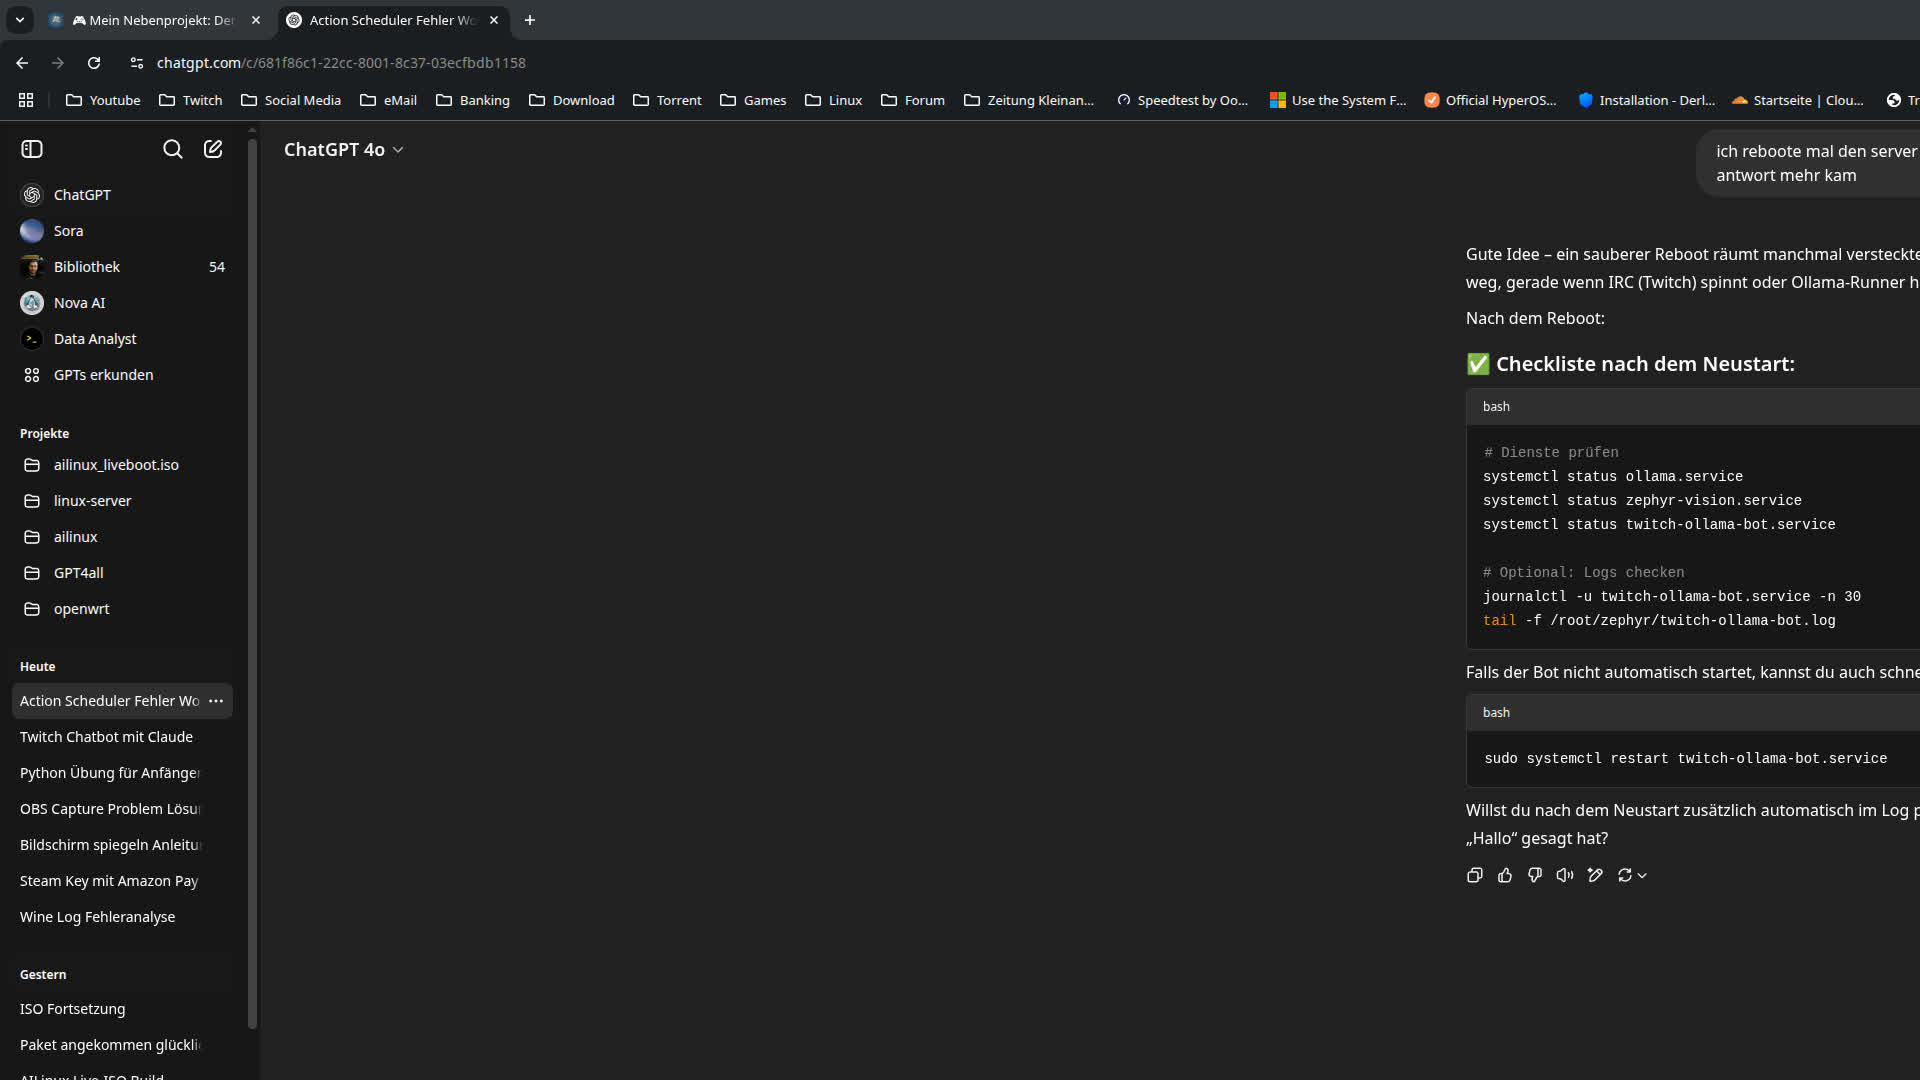 🎮 Mein Nebenprojekt: Der
Action Scheduler Fehler Wo
chatgpt.com/c/681f86c1-22cc-8001-8c37-03ecfbdb1158
Youtube
Twitch
Social Media
eMail
Banking
Download
Torrent
Games
Linux
Forum
Zeitung Kleinan...
Speedtest by Oo...
Use the System F...
Official HyperOS...
Installation - Derl...
Startseite | Clou...
Tr
ChatGPT
Sora
Bibliothek 54
Nova AI
Data Analyst
GPTs erkunden
Projekte
ailinux_liveboot.iso
linux-server
ailinux
GPT4all
openwrt
Heute
Action Scheduler Fehler Wo
Twitch Chatbot mit Claude
Python Übung für Anfänger
OBS Capture Problem Lösu
Bildschirm spiegeln Anleitu
Steam Key mit Amazon Pay
Wine Log Fehleranalyse
Gestern
ISO Fortsetzung
Paket angekommen glückli
AILinux Live ISO Build
ChatGPT 4o
ich reboote mal den server
antwort mehr kam
Gute Idee – ein sauberer Reboot räumt manchmal versteckte
weg, gerade wenn IRC (Twitch) spinnt oder Ollama-Runner h
Nach dem Reboot:
✅ Checkliste nach dem Neustart:
bash
# Dienste prüfen
systemctl status ollama.service
systemctl status zephyr-vision.service
systemctl status twitch-ollama-bot.service
# Optional: Logs checken
journalctl -u twitch-ollama-bot.service -n 30
tail -f /root/zephyr/twitch-ollama-bot.log
Falls der Bot nicht automatisch startet, kannst du auch schne
bash
sudo systemctl restart twitch-ollama-bot.service
Willst du nach dem Neustart zusätzlich automatisch im Log p
„Hallo“ gesagt hat?